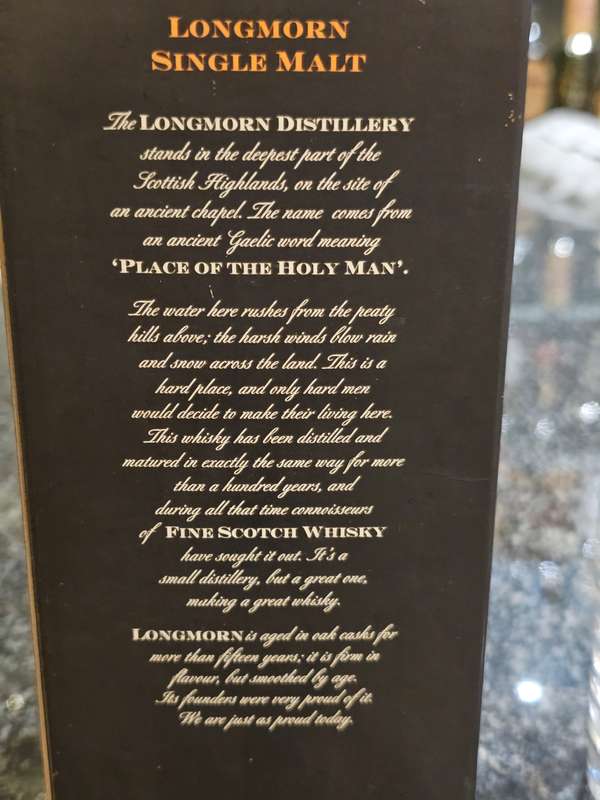 LONGMORN
SINGLE MALT
The LONGMORN DISTILLERY
stands in the deepest part of the
Scottish Highlands, on the site of
an ancient chapel. The name comes from
an ancient Gaelic word meaning
‘PLACE OF THE HOLY MAN’.
The water here rushes from the peaty
hills above; the harsh winds blow rain
and snow across the land. This is a
hard place, and only hard men
would decide to make their living here.
This whisky has been distilled and
matured in exactly the same way for more
than a hundred years, and
during all that time connoisseurs
of FINE SCOTCH WHISKY
have sought it out. It's a
small distillery, but a great one,
making a great whisky.
LONGMORN is aged in oak casks for
more than fifteen years; it is firm in
flavour, but smoothed by age.
Its founders were very proud of it.
We are just as proud today.